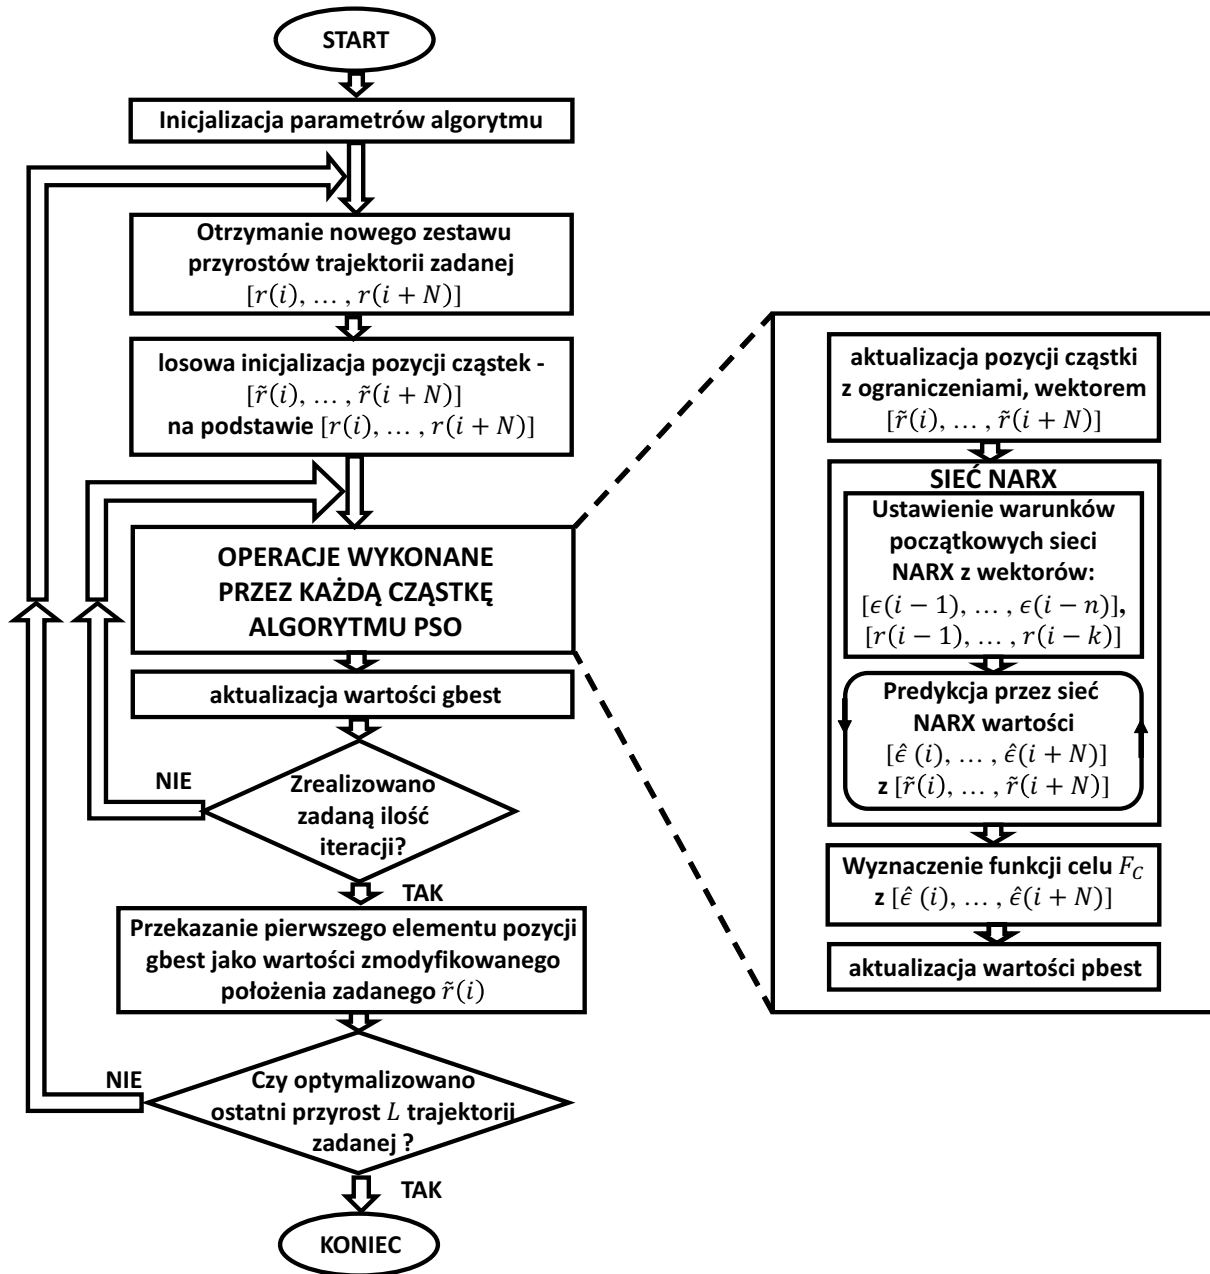 START
Inicjalizacja parametrów algorytmu
Otrzymanie nowego zestawu
przyrostów trajektorii zadanej
[r(i), … , r(i + N)]
losowa inicjalizacja pozycji cząstek -
[r̃(i), … , r̃(i + N)]
na podstawie [r(i), … , r(i + N)]
OPERACJE WYKONANE
PRZEZ KAŻDĄ CZĄSTKĘ
ALGORYTMU PSO
aktualizacja wartości gbest
NIE
Zrealizowano
zadaną ilość
iteracji?
TAK
Przekazanie pierwszego elementu pozycji
gbest jako wartości zmodyfikowanego
położenia zadanego r̃(i)
NIE
Czy optymalizowano
ostatni przyrost L trajektorii
zadanej ?
TAK
KONIEC
aktualizacja pozycji cząstki
z ograniczeniami, wektorem
[r̃(i), … , r̃(i + N)]
SIEĆ NARX
Ustawienie warunków
początkowych sieci
NARX z wektorów:
[ϵ(i − 1), … , ϵ(i − n)],
[r(i − 1), … , r(i − k)]
Predykcja przez sieć
NARX wartości
[ϵ̂ (i), … , ϵ̂(i + N)]
z [r̃(i), … , r̃(i + N)]
Wyznaczenie funkcji celu F_C
z [ϵ̂ (i), … , ϵ̂(i + N)]
aktualizacja wartości pbest